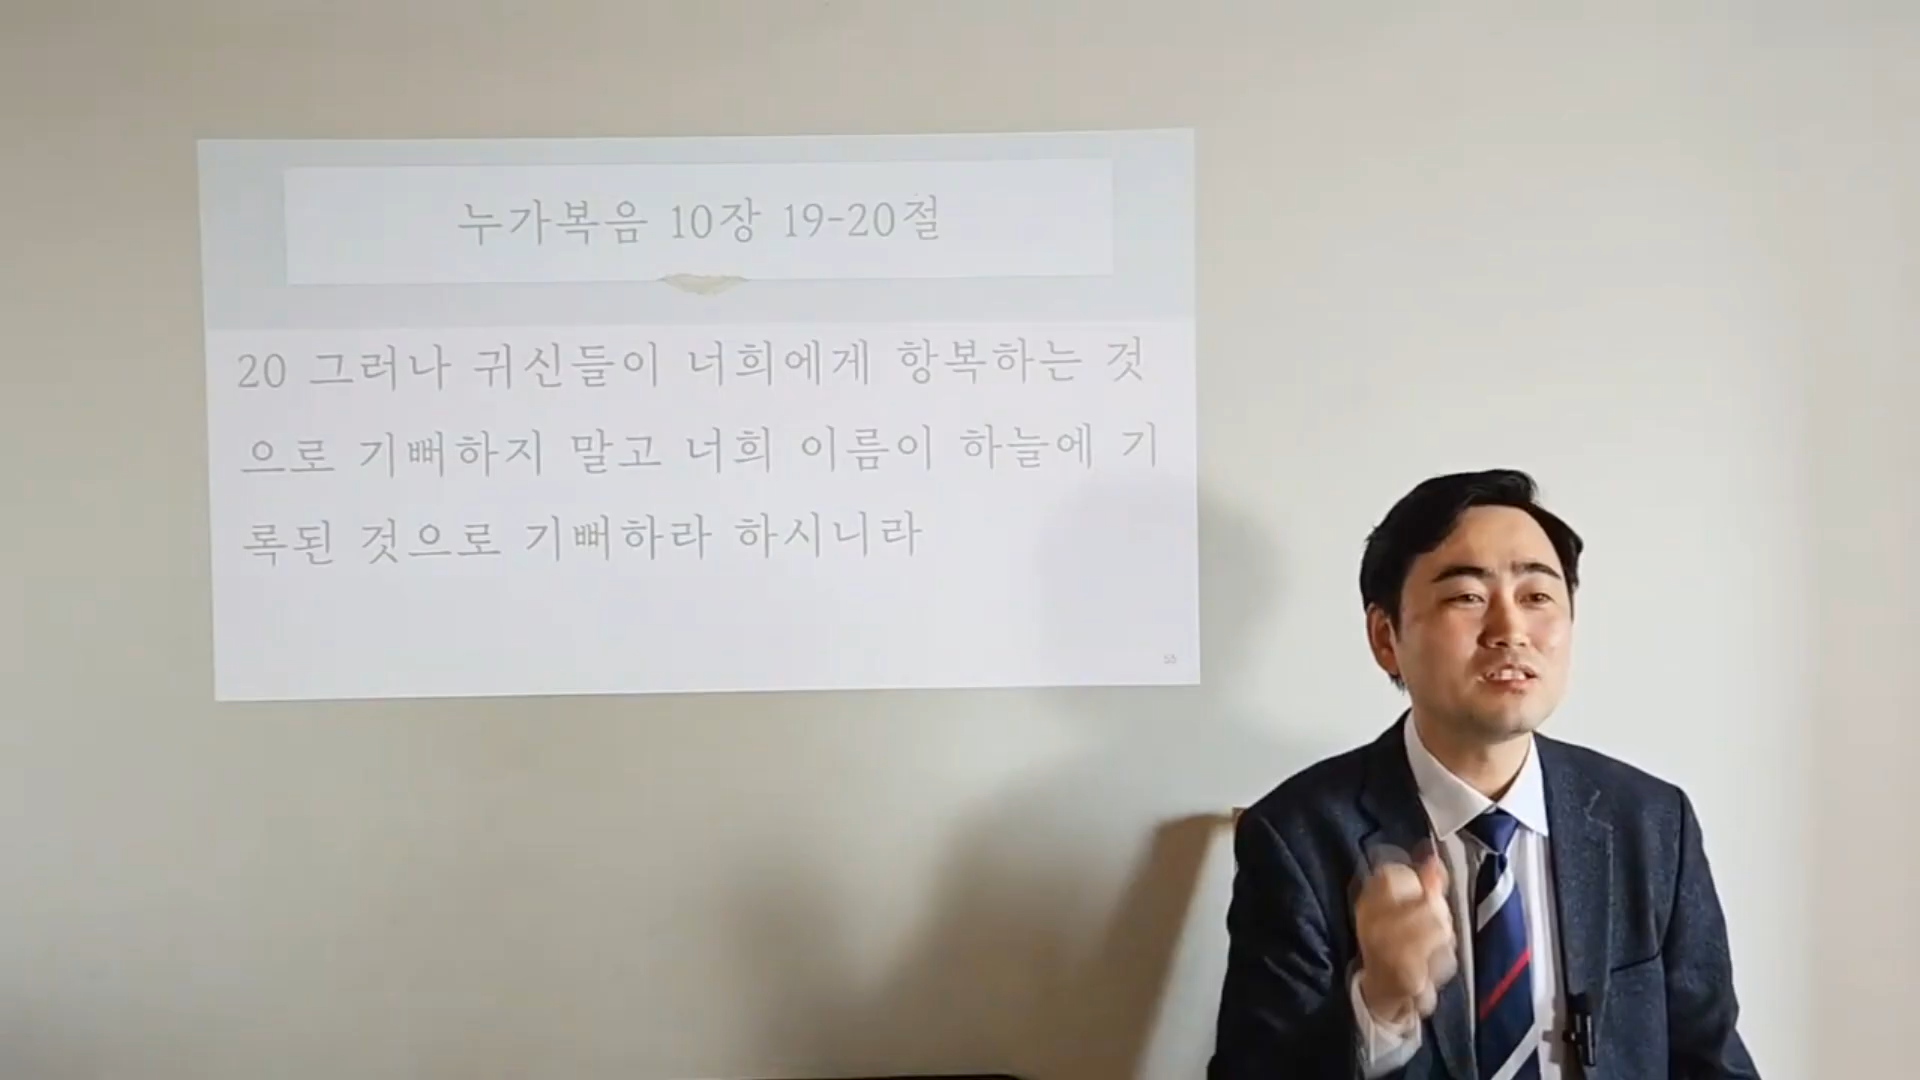 누가복음 10장 19-20절
20 그러나 귀신들이 너희에게 항복하는 것
으로 기뻐하지 말고 너희 이름이 하늘에 기
록된 것으로 기뻐하라 하시니라